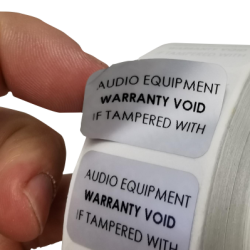 AUDIO EQUIPMENT
WARRANTY VOID
IF TAMPERED WITH
AUDIO EQUIPMENT
WARRANTY VOID
IF TAMPERED WITH